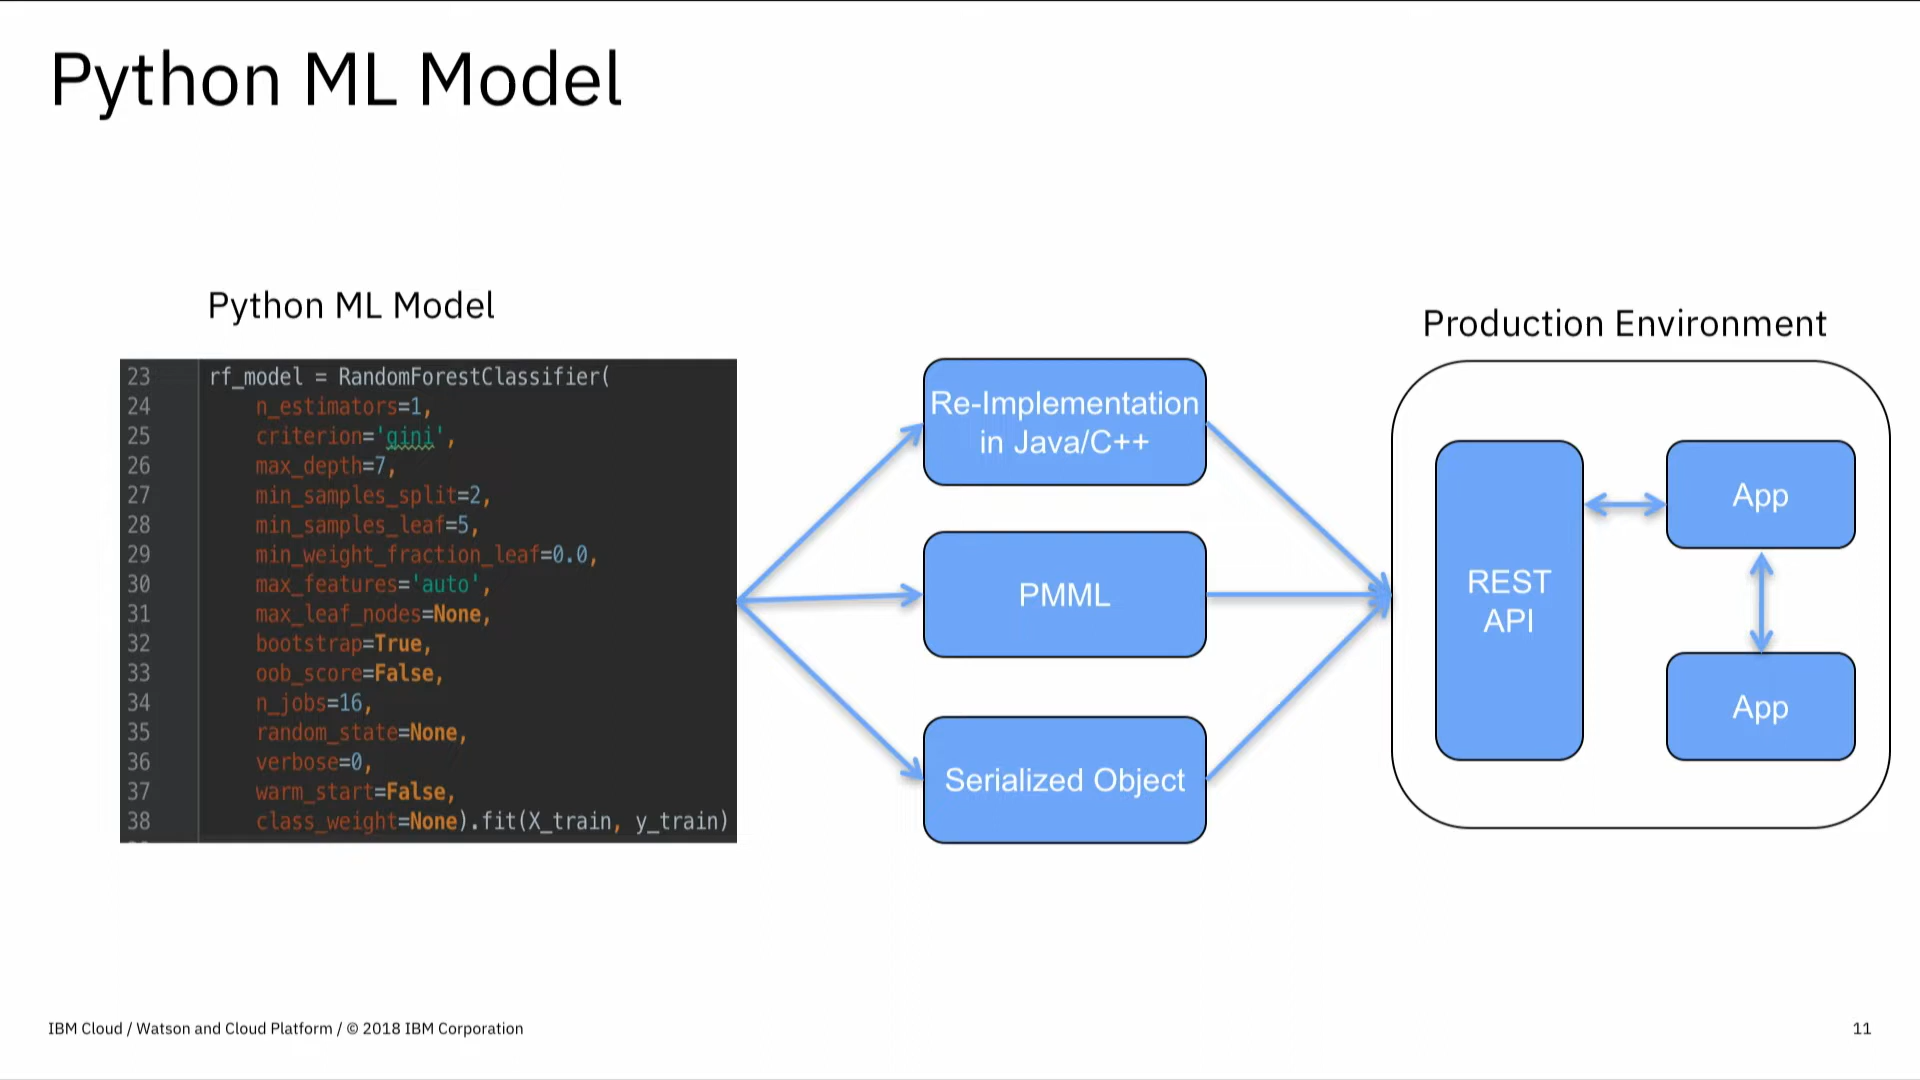 Python ML Model
Python ML Model
23 rf_model = RandomForestClassifier(
24 n_estimators=1,
25 criterion='gini',
26 max_depth=7,
27 min_samples_split=2,
28 min_samples_leaf=5,
29 min_weight_fraction_leaf=0.0,
30 max_features='auto',
31 max_leaf_nodes=None,
32 bootstrap=True,
33 oob_score=False,
34 n_jobs=16,
35 random_state=None,
36 verbose=0,
37 warm_start=False,
38 class_weight=None).fit(X_train, y_train)
Re-Implementation
in Java/C++
PMML
Serialized Object
Production Environment
REST
API
App
App
IBM Cloud / Watson and Cloud Platform / © 2018 IBM Corporation
11